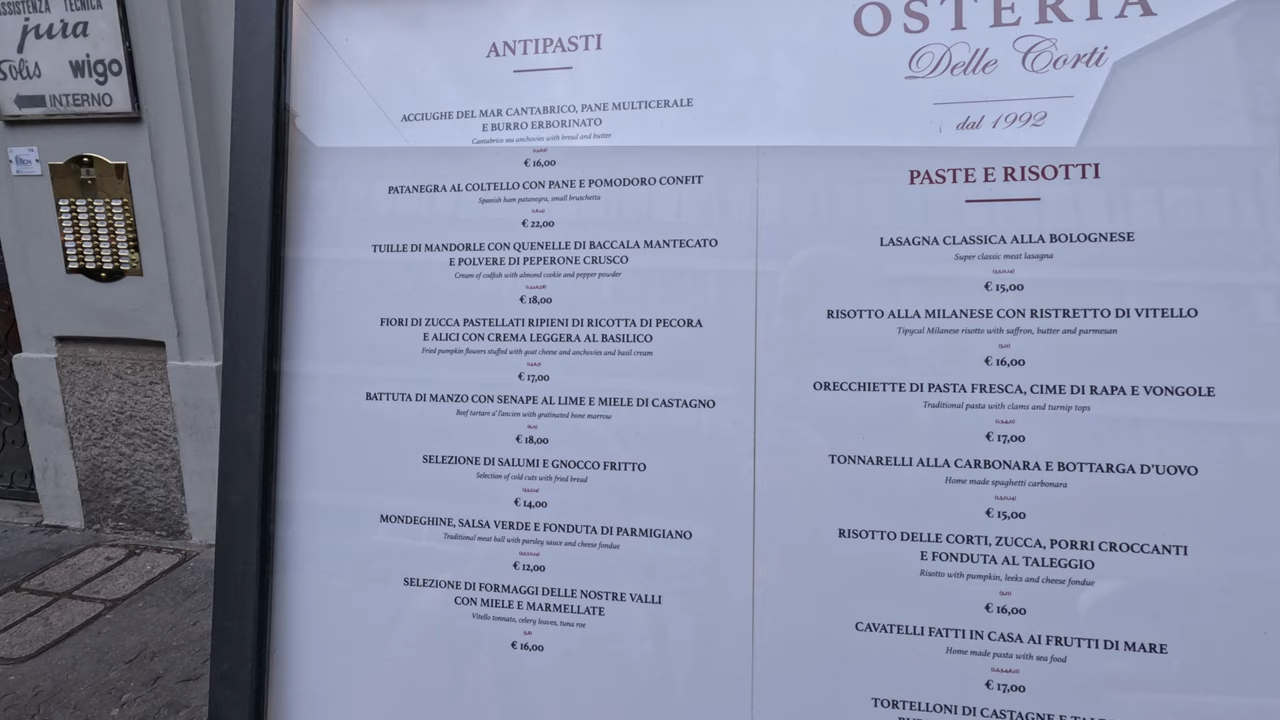 ASSISTENZA TECNICA
jura
Solis wigo
INTERNO
ANTIPASTI
ACCIUGHE DEL MAR CANTABRICO, PANE MULTICERALE
E BURRO ERBORINATO
Cantabrico sea anchovies with bread and butter
€ 16,00
PATANEGRA AL COLTELLO CON PANE E POMODORO CONFIT
Spanish ham patanegra, small bruschetta
€ 22,00
TUILLE DI MANDORLE CON QUENELLE DI BACCALA MANTECATO
E POLVERE DI PEPERONE CRUSCO
Cream of codfish with almond cookie and pepper powder
€ 18,00
FIORI DI ZUCCA PASTELLATI RIPIENI DI RICOTTA DI PECORA
E ALICI CON CREMA LEGGERA AL BASILICO
Fried pumpkin flowers stuffed with goat cheese and anchovies and basil cream
€ 17,00
BATTUTA DI MANZO CON SENAPE AL LIME E MIELE DI CASTAGNO
Beef tartare a' l'ancien with gratinated bone marrow
€ 18,00
SELEZIONE DI SALUMI E GNOCCO FRITTO
Selection of cold cuts with fried bread
€ 14,00
MONDEGHINE, SALSA VERDE E FONDUTA DI PARMIGIANO
Traditional meat ball with parsley sauce and cheese fondue
€ 12,00
SELEZIONE DI FORMAGGI DELLE NOSTRE VALLI
CON MIELE E MARMELLATE
Vitello tonnato, celery leaves, tuna roe
€ 16,00
OSTERIA
Delle Corti
dal 1992
PASTE E RISOTTI
LASAGNA CLASSICA ALLA BOLOGNESE
Super classic meat lasagna
€ 15,00
RISOTTO ALLA MILANESE CON RISTRETTO DI VITELLO
Tipycal Milanese risotto with saffron, butter and parmesan
€ 16,00
ORECCHIETTE DI PASTA FRESCA, CIME DI RAPA E VONGOLE
Traditional pasta with clams and turnip tops
€ 17,00
TONNARELLI ALLA CARBONARA E BOTTARGA D'UOVO
Home made spaghetti carbonara
€ 15,00
RISOTTO DELLE CORTI, ZUCCA, PORRI CROCCANTI
E FONDUTA AL TALEGGIO
Risotto with pumpkin, leeks and cheese fondue
€ 16,00
CAVATELLI FATTI IN CASA AI FRUTTI DI MARE
Home made pasta with sea food
€ 17,00
TORTELLONI DI CASTAGNE E